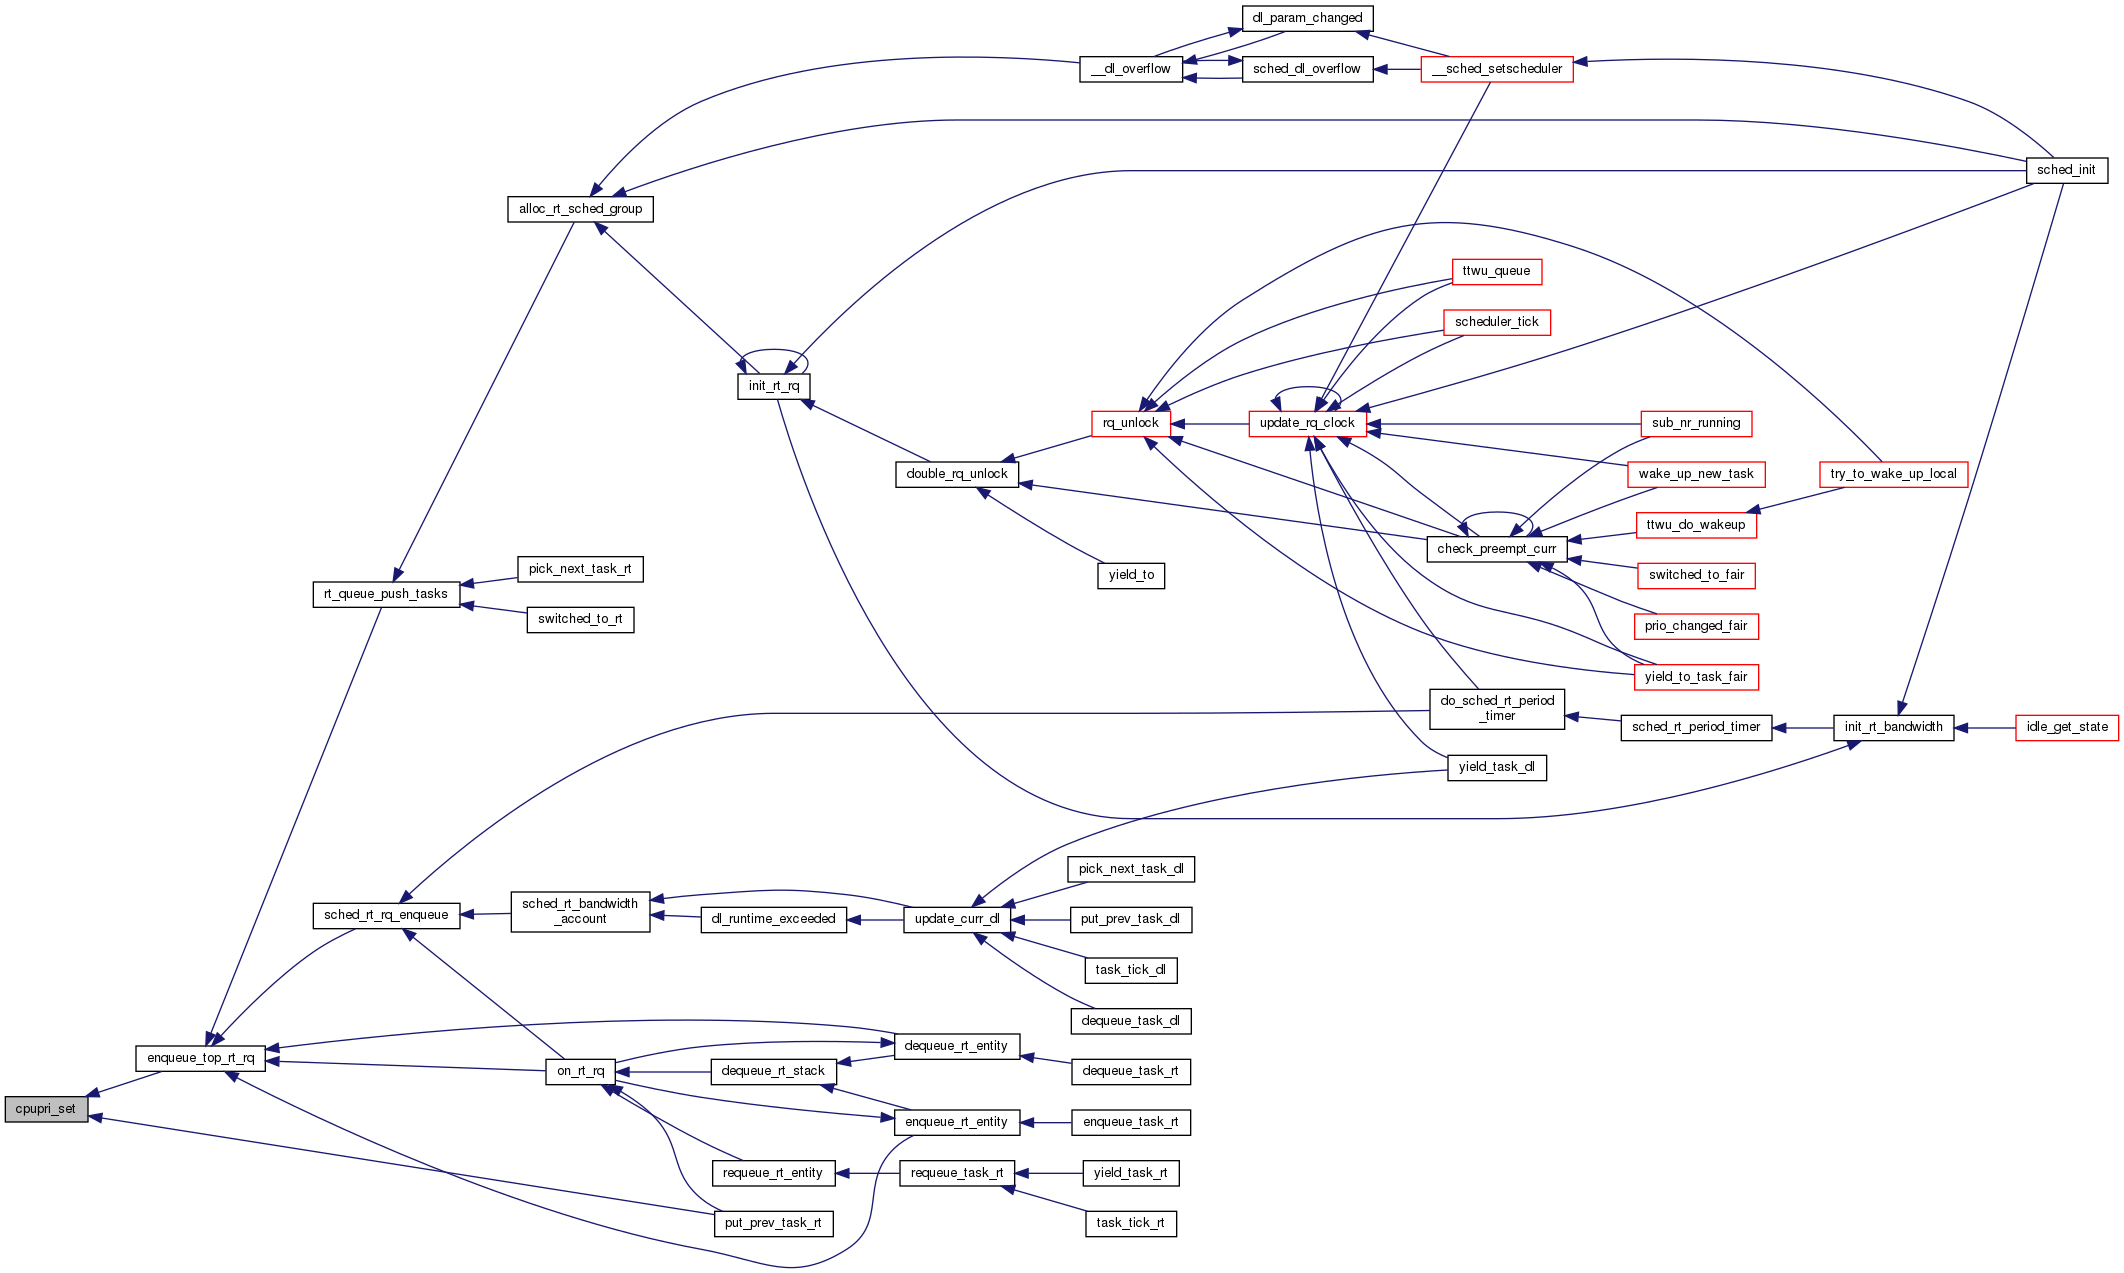 dl_param_changed
__dl_overflow
sched_dl_overflow
__sched_setscheduler
sched_init
alloc_rt_sched_group
ttwu_queue
scheduler_tick
init_rt_rq
rq_unlock
update_rq_clock
sub_nr_running
double_rq_unlock
wake_up_new_task
try_to_wake_up_local
ttwu_do_wakeup
check_preempt_curr
pick_next_task_rt
yield_to
switched_to_fair
rt_queue_push_tasks
switched_to_rt
prio_changed_fair
yield_to_task_fair
do_sched_rt_period
_timer
sched_rt_period_timer
init_rt_bandwidth
idle_get_state
yield_task_dl
pick_next_task_dl
sched_rt_rq_enqueue
sched_rt_bandwidth
_account
dl_runtime_exceeded
update_curr_dl
put_prev_task_dl
task_tick_dl
dequeue_task_dl
enqueue_top_rt_rq
dequeue_rt_entity
on_rt_rq
dequeue_rt_stack
dequeue_task_rt
cpupri_set
enqueue_rt_entity
enqueue_task_rt
requeue_rt_entity
requeue_task_rt
yield_task_rt
put_prev_task_rt
task_tick_rt